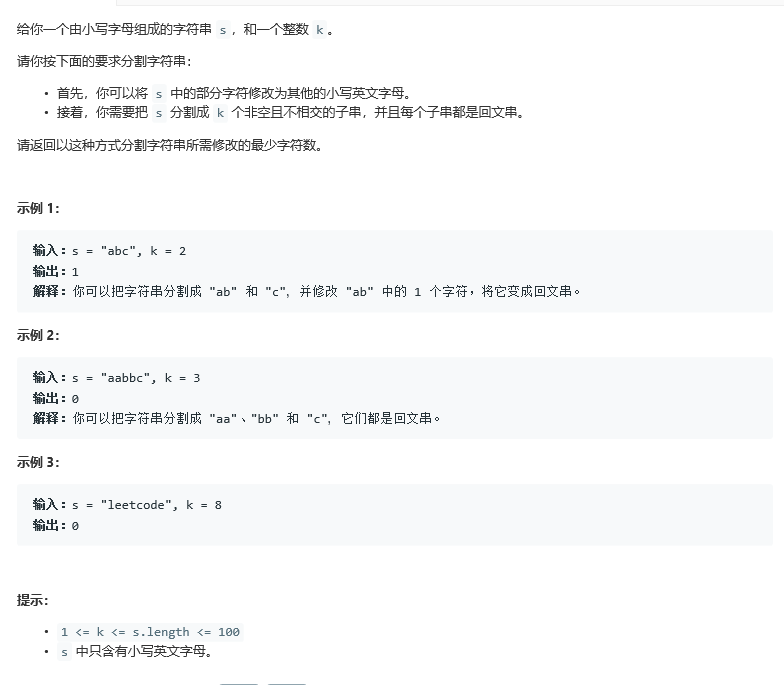 给你一个由小写字母组成的字符串 s，和一个整数 k。
请你按下面的要求分割字符串：
• 首先，你可以将 s 中的部分字符修改为其他的小写英文字母。
• 接着，你需要把 s 分割成 k 个非空且不相交的子串，并且每个子串都是回文串。
请返回以这种方式分割字符串所需修改的最少字符数。
示例 1：
输入：s = "abc", k = 2
输出：1
解释：你可以把字符串分割成 "ab" 和 "c"，并修改 "ab" 中的 1 个字符，将它变成回文串。
示例 2：
输入：s = "aabbc", k = 3
输出：0
解释：你可以把字符串分割成 "aa"、"bb" 和 "c"，它们都是回文串。
示例 3：
输入：s = "leetcode", k = 8
输出：0
提示：
• 1 <= k <= s.length <= 100
• s 中只含有小写英文字母。